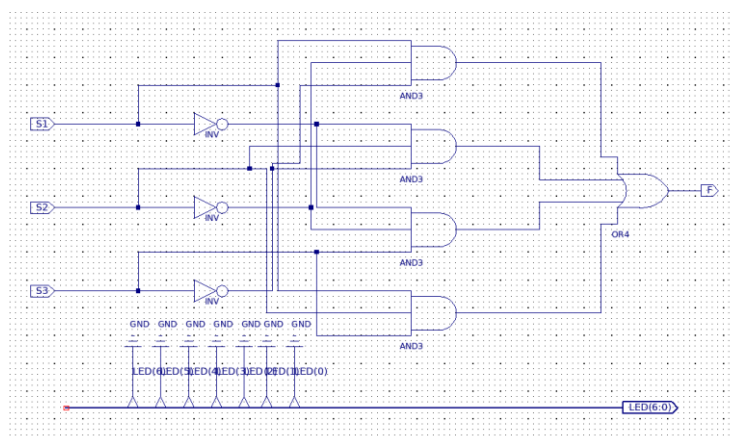 AND3
S1
INV
AND3
S2
INV
F
OR4
AND3
S3
INV
GND GND GND GND GND GND GND
AND3
LED(6) LED(5) LED(4) LED(3) LED(2) LED(1) LED(0)
LED(6:0)